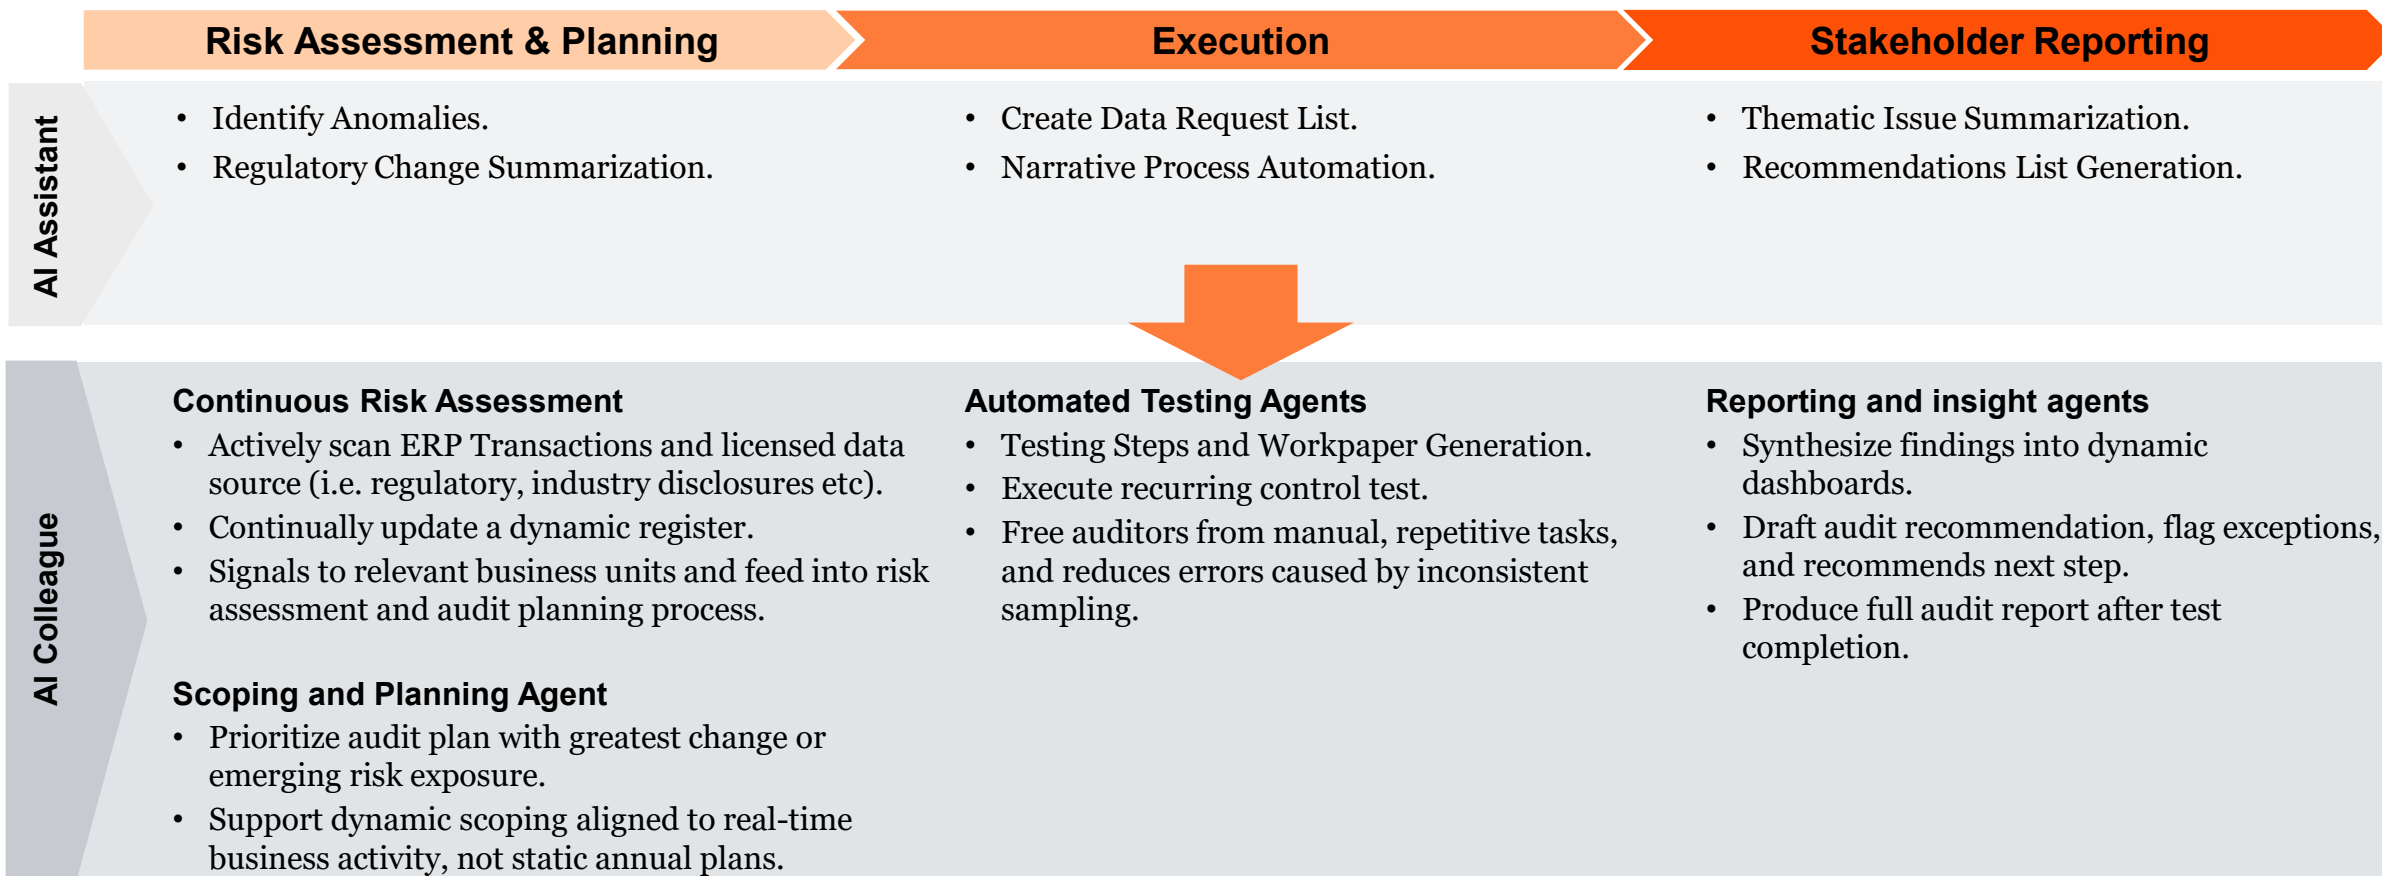 Risk Assessment & Planning
Execution
Stakeholder Reporting
AI Assistant
• Identify Anomalies.
• Regulatory Change Summarization.
• Create Data Request List.
• Narrative Process Automation.
• Thematic Issue Summarization.
• Recommendations List Generation.
AI Colleague
Continuous Risk Assessment
• Actively scan ERP Transactions and licensed data
source (i.e. regulatory, industry disclosures etc).
• Continually update a dynamic register.
• Signals to relevant business units and feed into risk
assessment and audit planning process.
Scoping and Planning Agent
• Prioritize audit plan with greatest change or
emerging risk exposure.
• Support dynamic scoping aligned to real-time
business activity, not static annual plans.
Automated Testing Agents
• Testing Steps and Workpaper Generation.
• Execute recurring control test.
• Free auditors from manual, repetitive tasks,
and reduces errors caused by inconsistent
sampling.
Reporting and insight agents
• Synthesize findings into dynamic
dashboards.
• Draft audit recommendation, flag exceptions,
and recommends next step.
• Produce full audit report after test
completion.